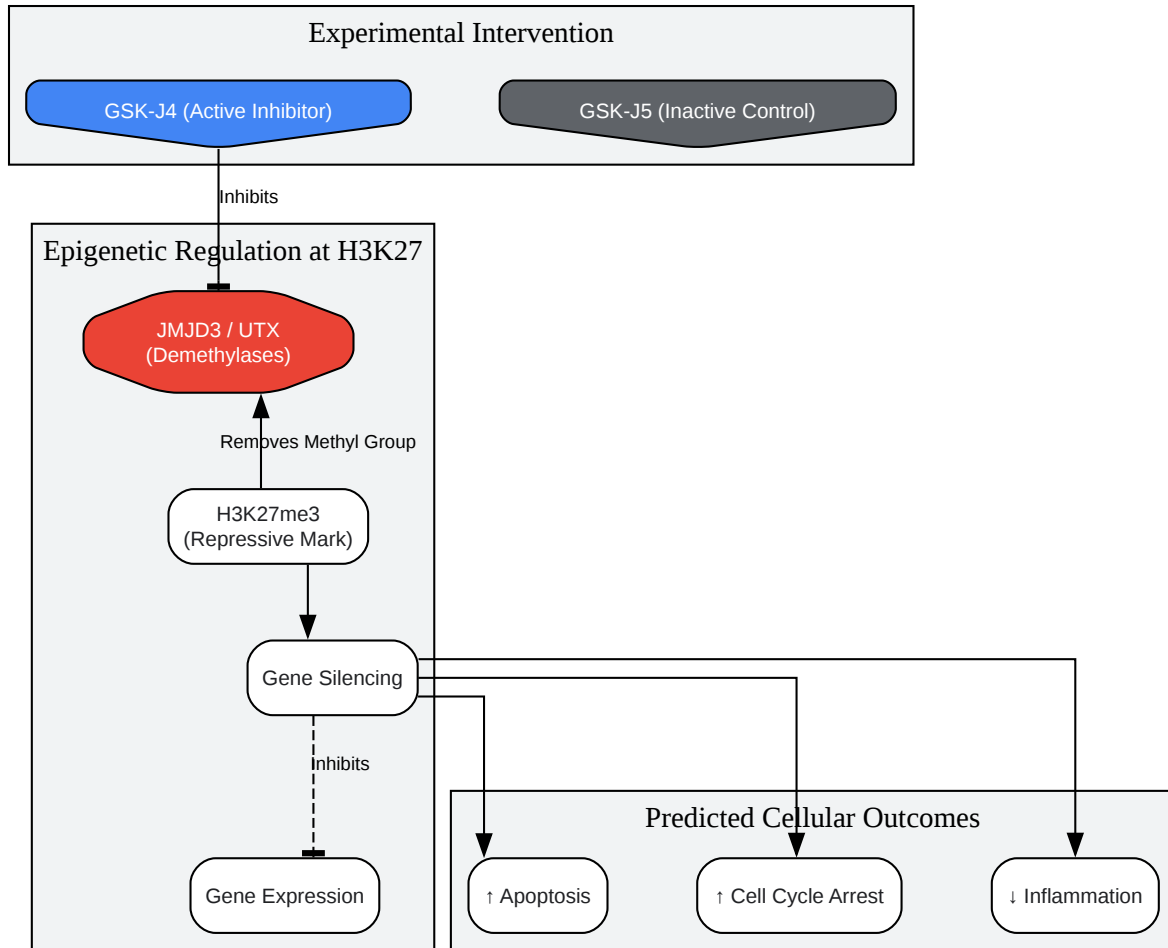 Experimental Intervention
GSK-J4 (Active Inhibitor)
GSK-J5 (Inactive Control)
Inhibits
Epigenetic Regulation at H3K27
JMJD3 / UTX
(Demethylases)
Removes Methyl Group
H3K27me3
(Repressive Mark)
Gene Silencing
Inhibits
Predicted Cellular Outcomes
Gene Expression
↑ Apoptosis
↑ Cell Cycle Arrest
↓ Inflammation